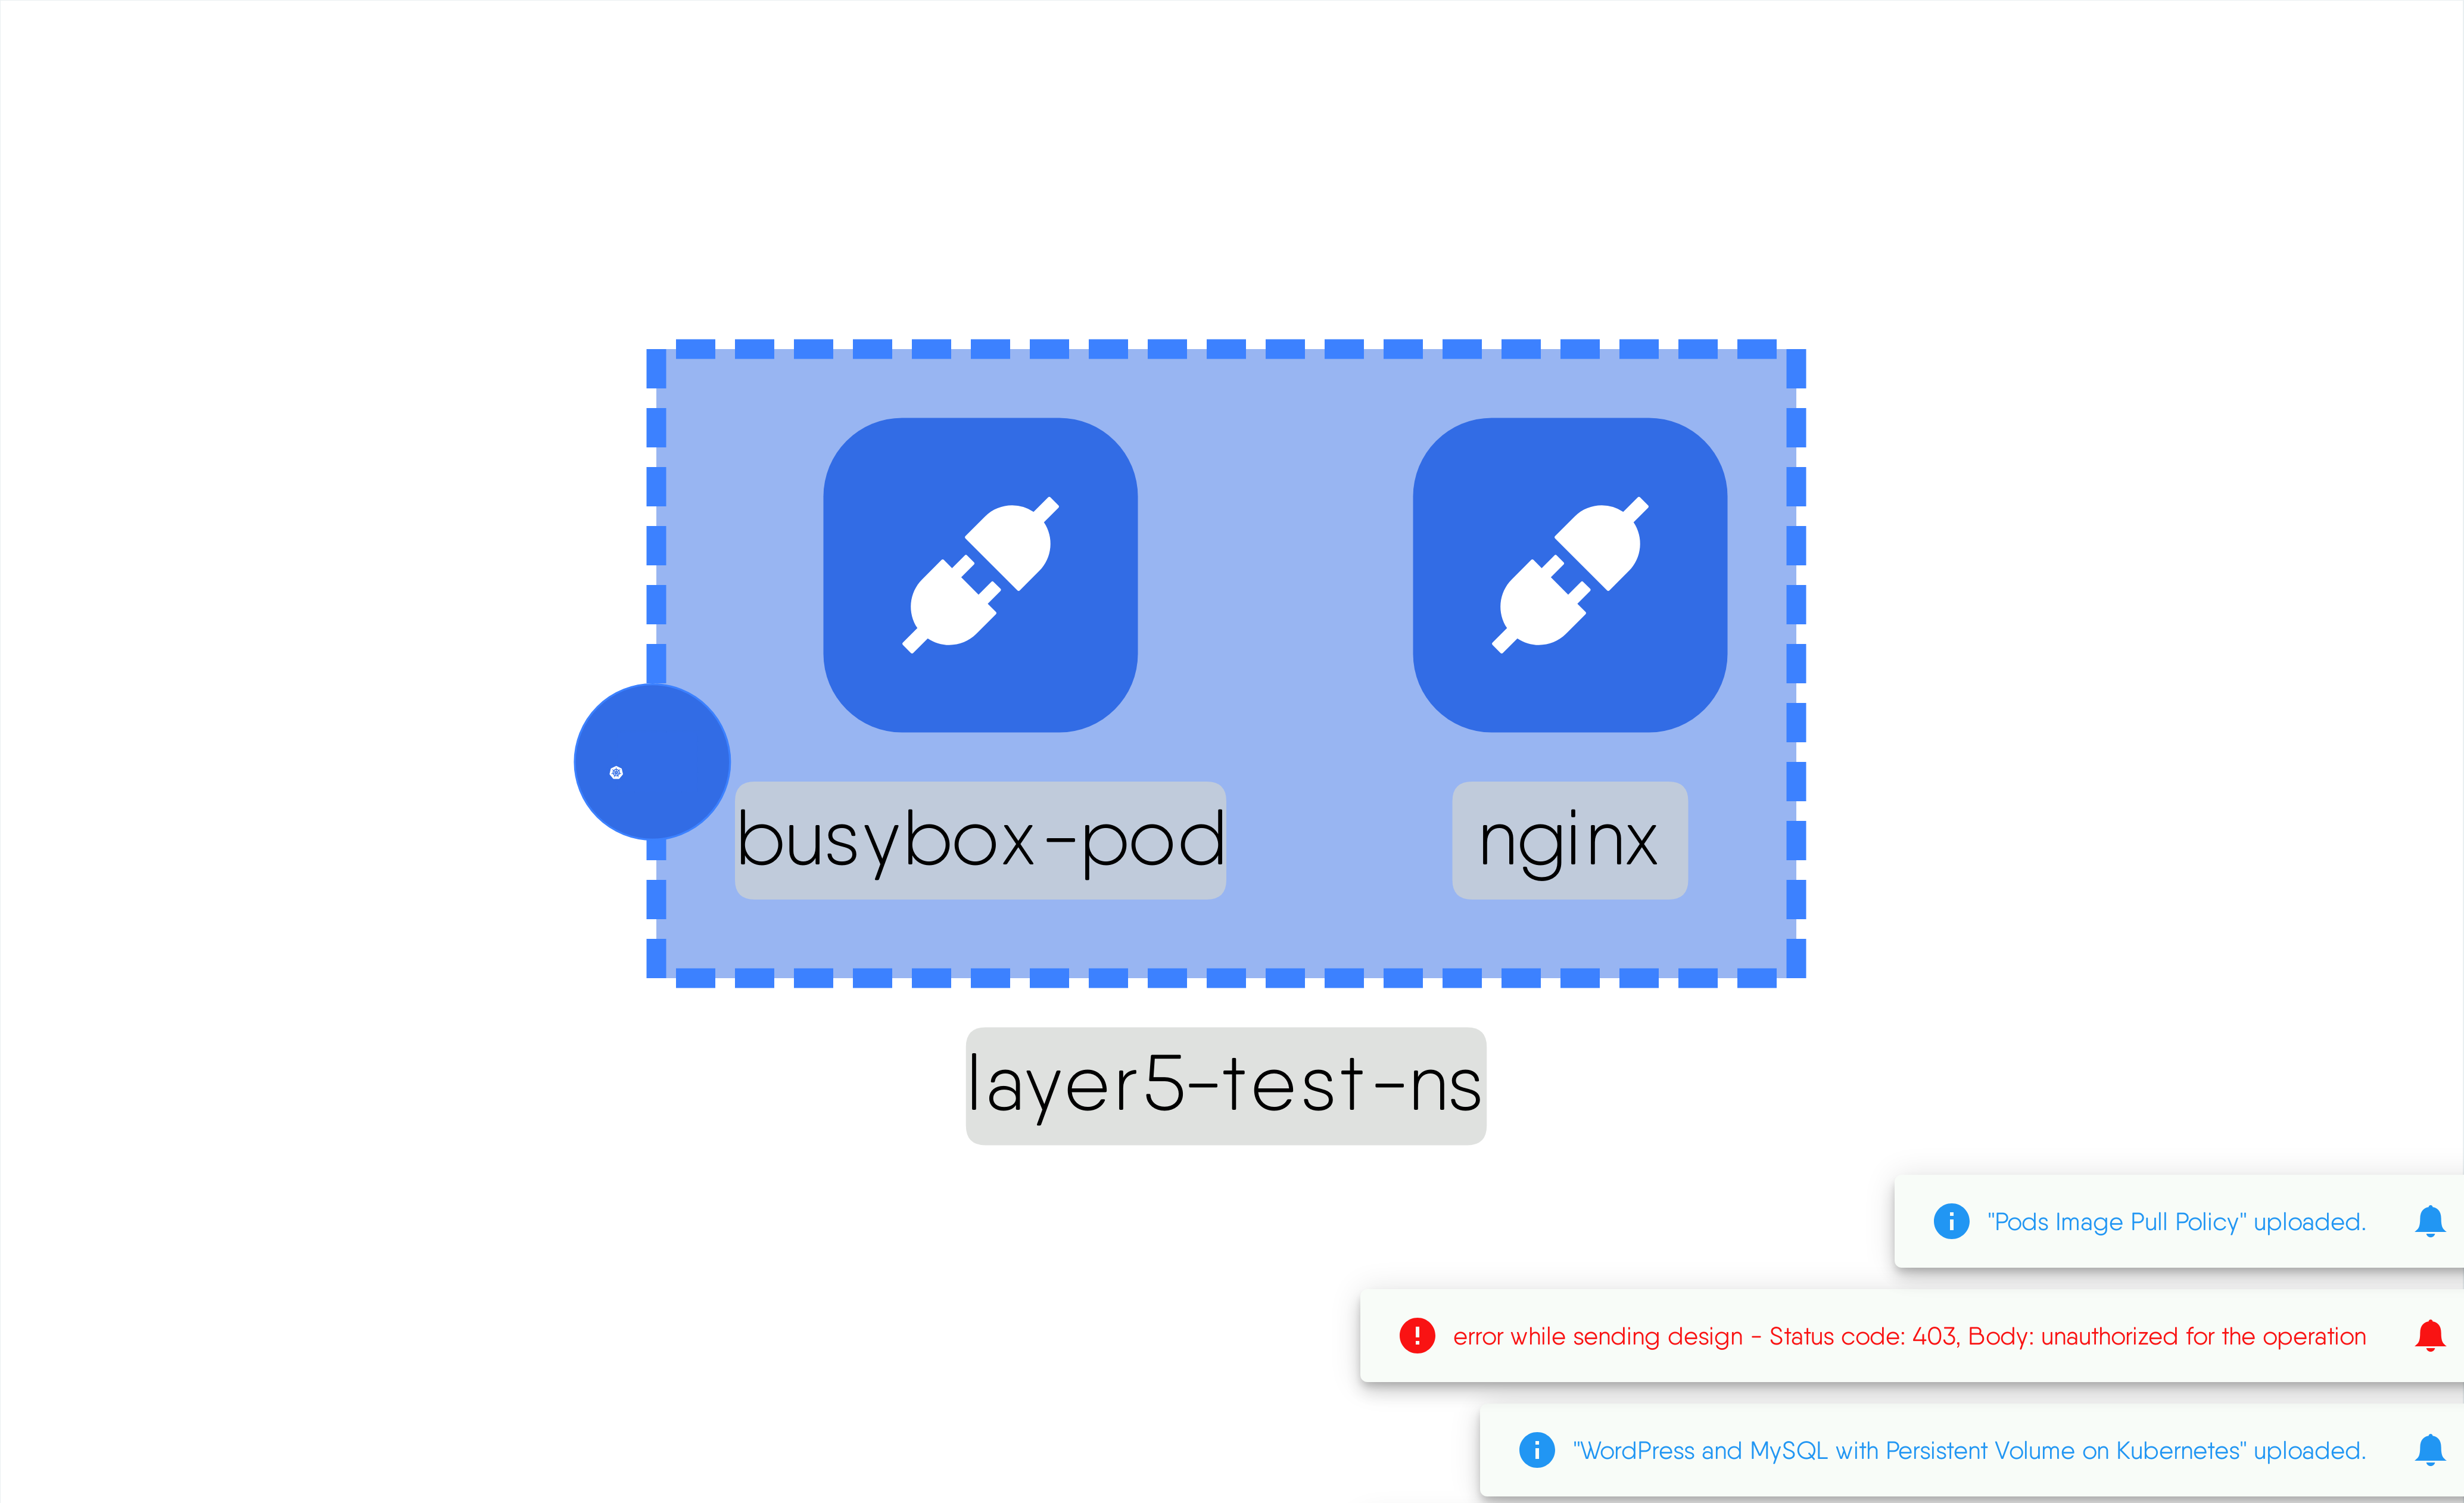 busybox-pod
nginx
layer5-test-ns
"Pods Image Pull Policy" uploaded.
error while sending design - Status code: 403, Body: unauthorized for the operation
"WordPress and MySQL with Persistent Volume on Kubernetes" uploaded.